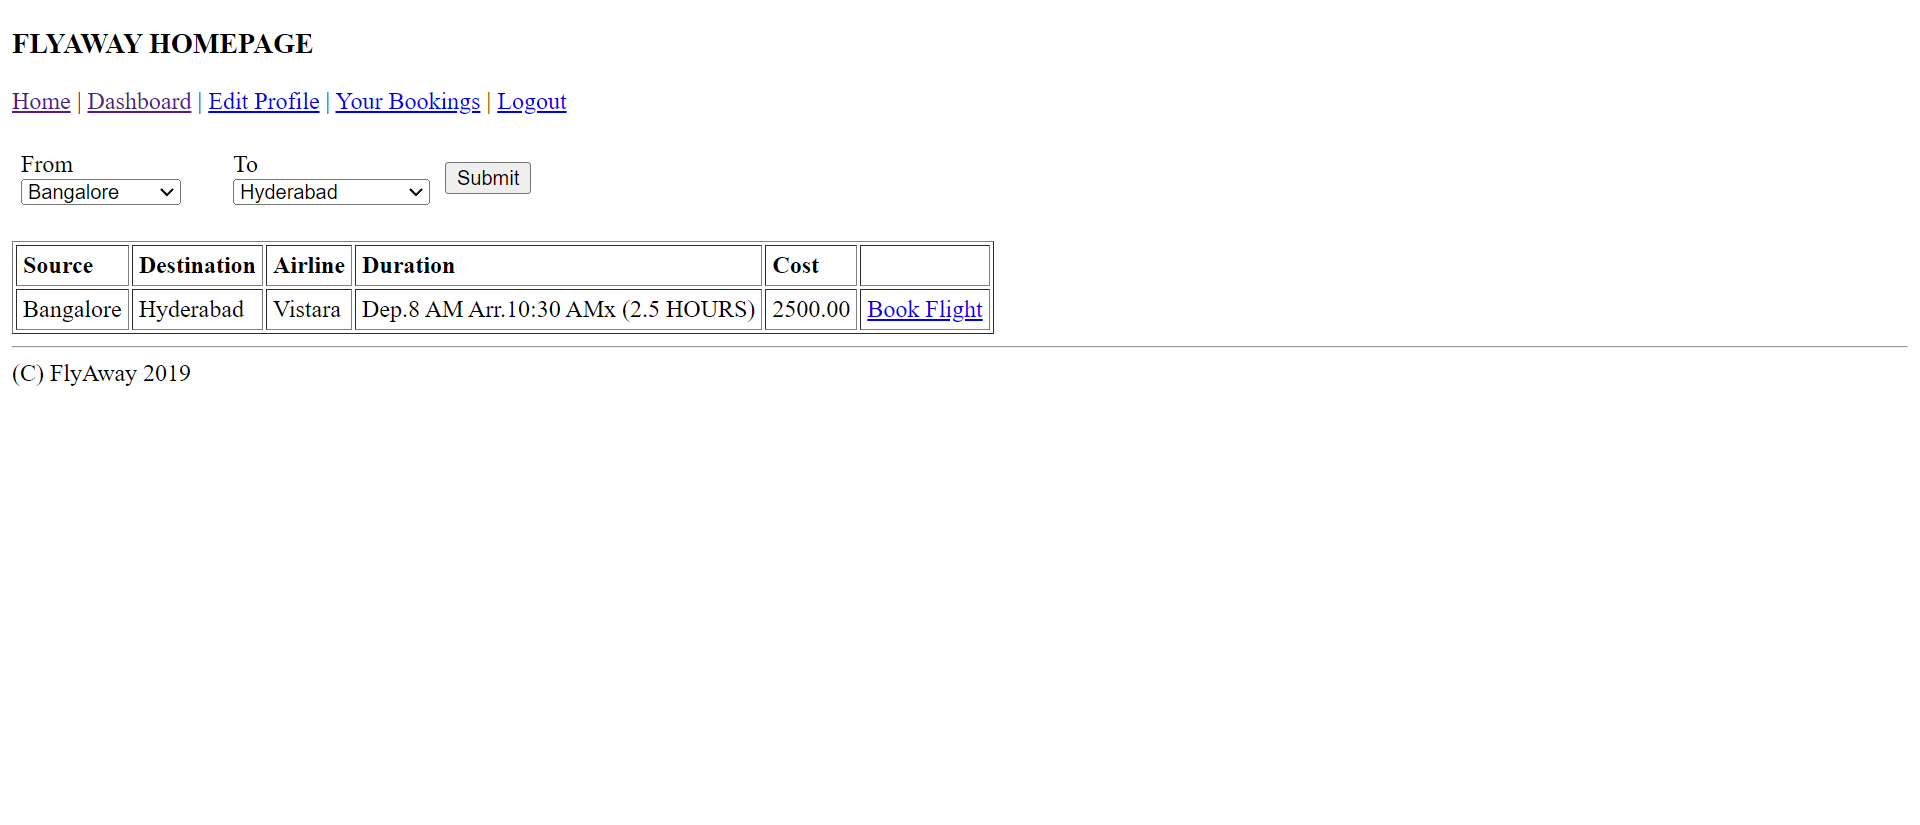 FLYAWAY HOMEPAGE
Home | Dashboard | Edit Profile | Your Bookings | Logout
From To
Bangalore Hyderabad Submit
Source Destination Airline Duration Cost
Bangalore Hyderabad Vistara Dep.8 AM Arr.10:30 AMx (2.5 HOURS) 2500.00 Book Flight
(C) FlyAway 2019